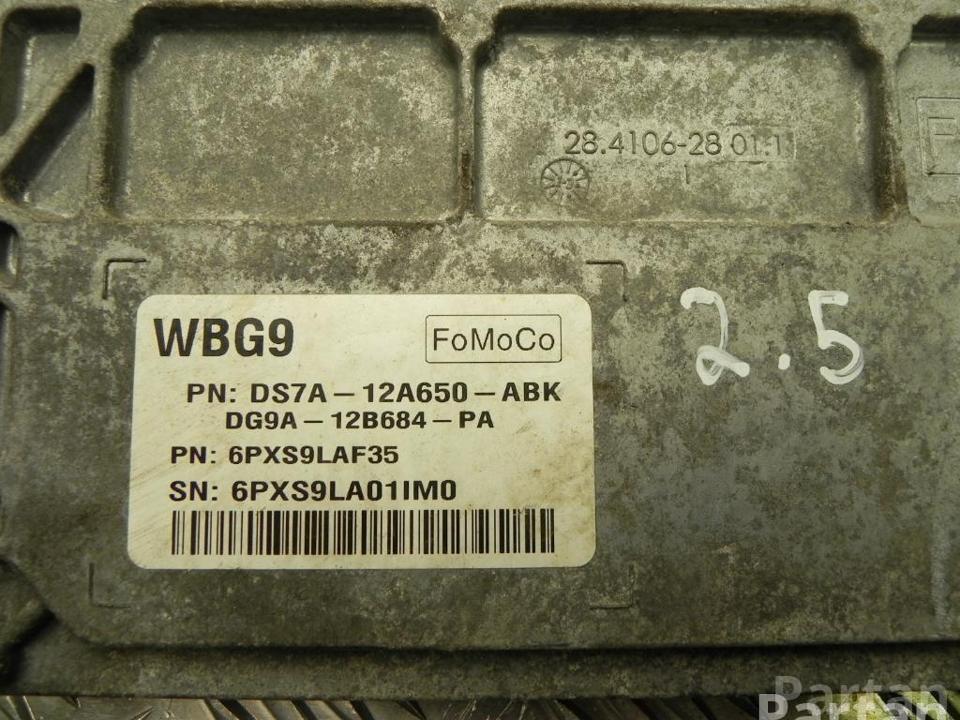 28.4106-28 01.1
WBG9
FoMoCo
PN: DS7A-12A650-ABK
DG9A-12B684-PA
PN: 6PXS9LAF35
SN: 6PXS9LA01IM0
2.5
Partan
Partan